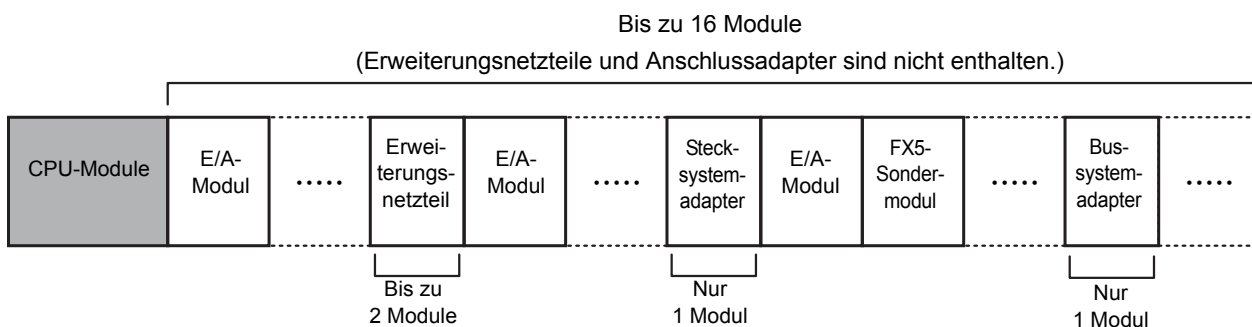 Bis zu 16 Module
(Erweiterungsnetzteile und Anschlussadapter sind nicht enthalten.)
CPU-Module
E/A-
Modul
.....
Erwei-
terungs-
netzteil
E/A-
Modul
.....
Steck-
system-
adapter
E/A-
Modul
FX5-
Sonder-
modul
.....
Bus-
system-
adapter
.....
Bis zu
2 Module
Nur
1 Modul
Nur
1 Modul